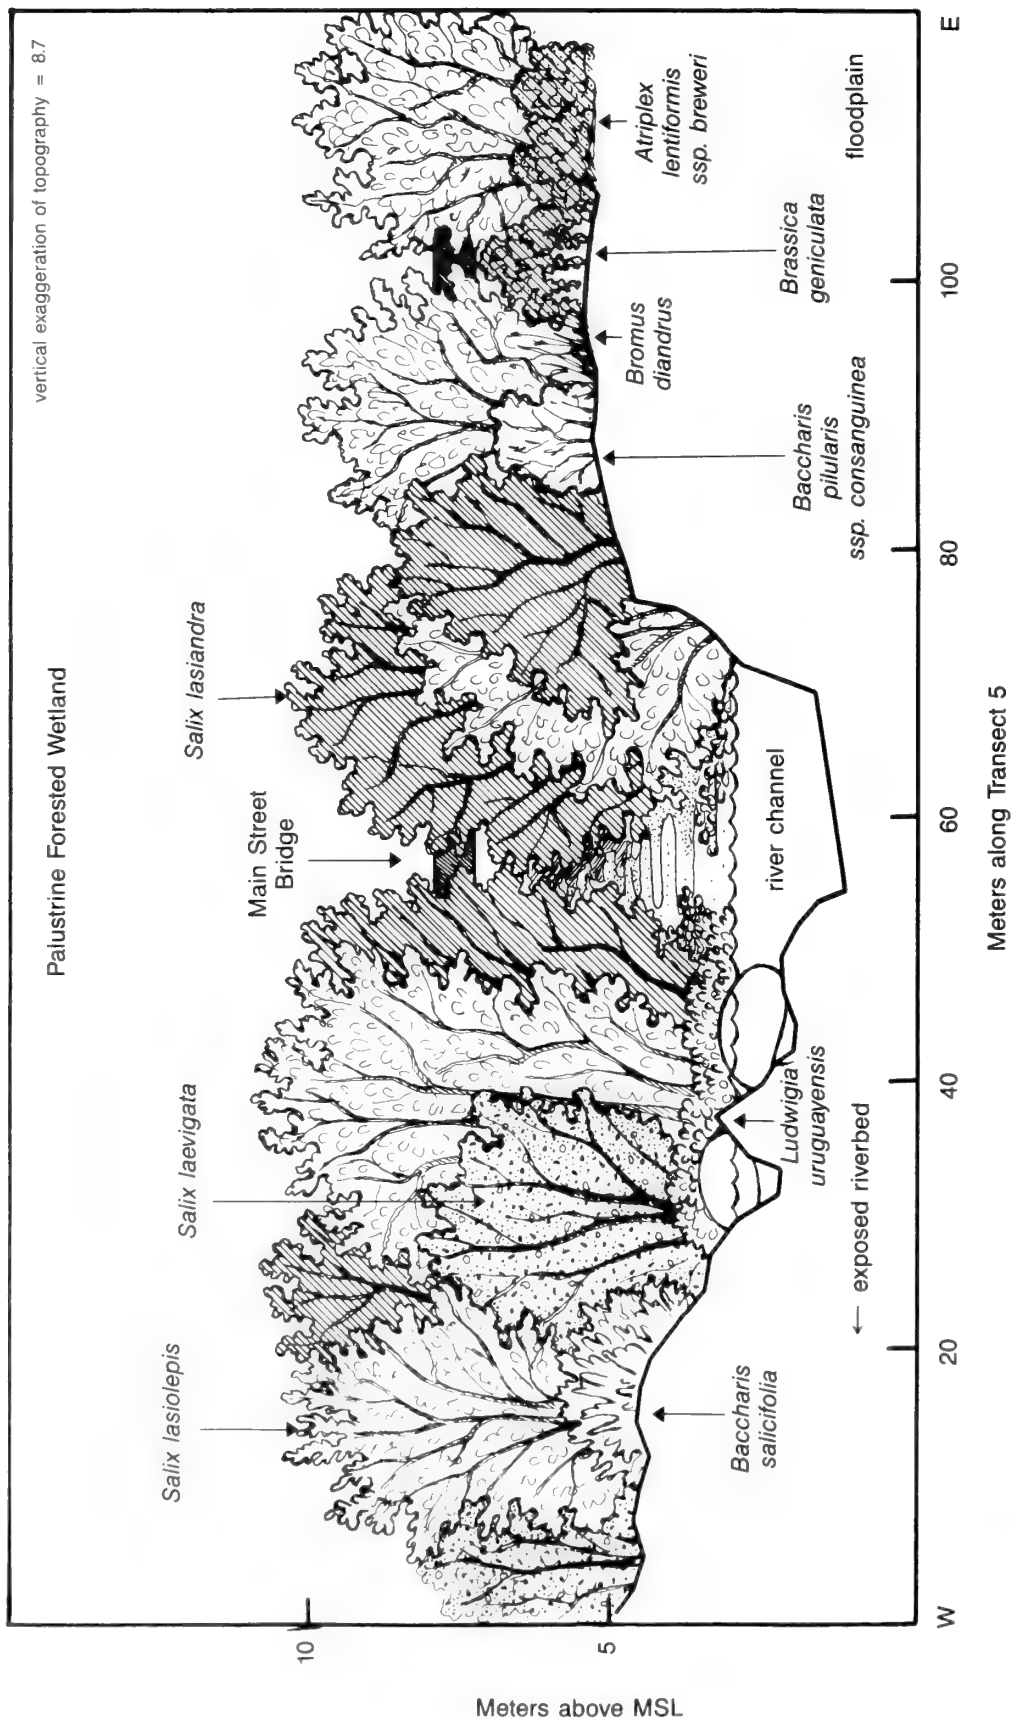 Palustrine Forested Wetland
vertical exaggeration of topography = 8.7
Salix lasiolepis
Salix laevigata
Main Street
Bridge
Salix lasiandra
10
5
Meters above MSL
Baccharis
salicifolia
← exposed riverbed
Ludwigia
uruguayensis
river channel
Baccharis
pilularis
ssp. consanguinea
Bromus
diandrus
Brassica
geniculata
Atriplex
lentiformis
ssp. breweri
floodplain
W
20
40
60
80
100
E
Meters along Transect 5